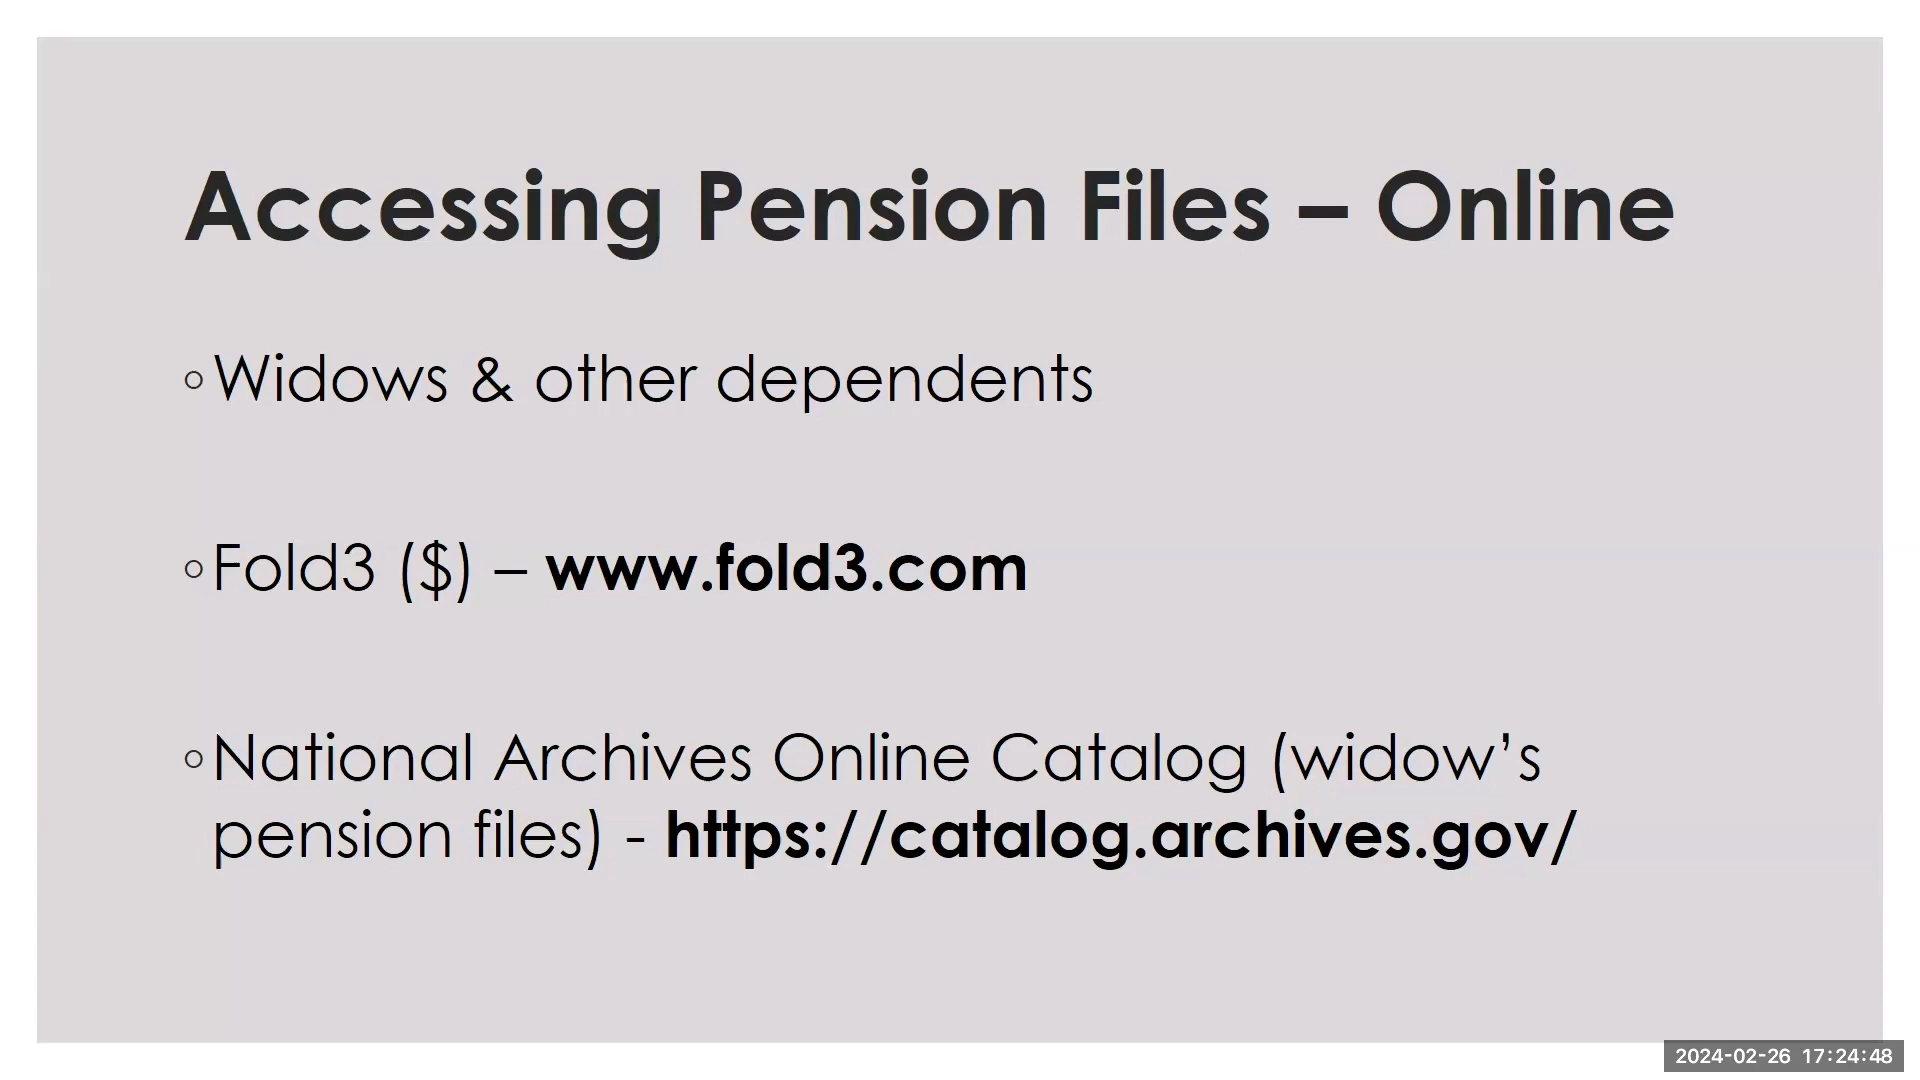 Accessing Pension Files – Online
◦Widows & other dependents
◦Fold3 ($) – www.fold3.com
◦National Archives Online Catalog (widow’s
pension files) - https://catalog.archives.gov/
2024-02-26 17:24:48